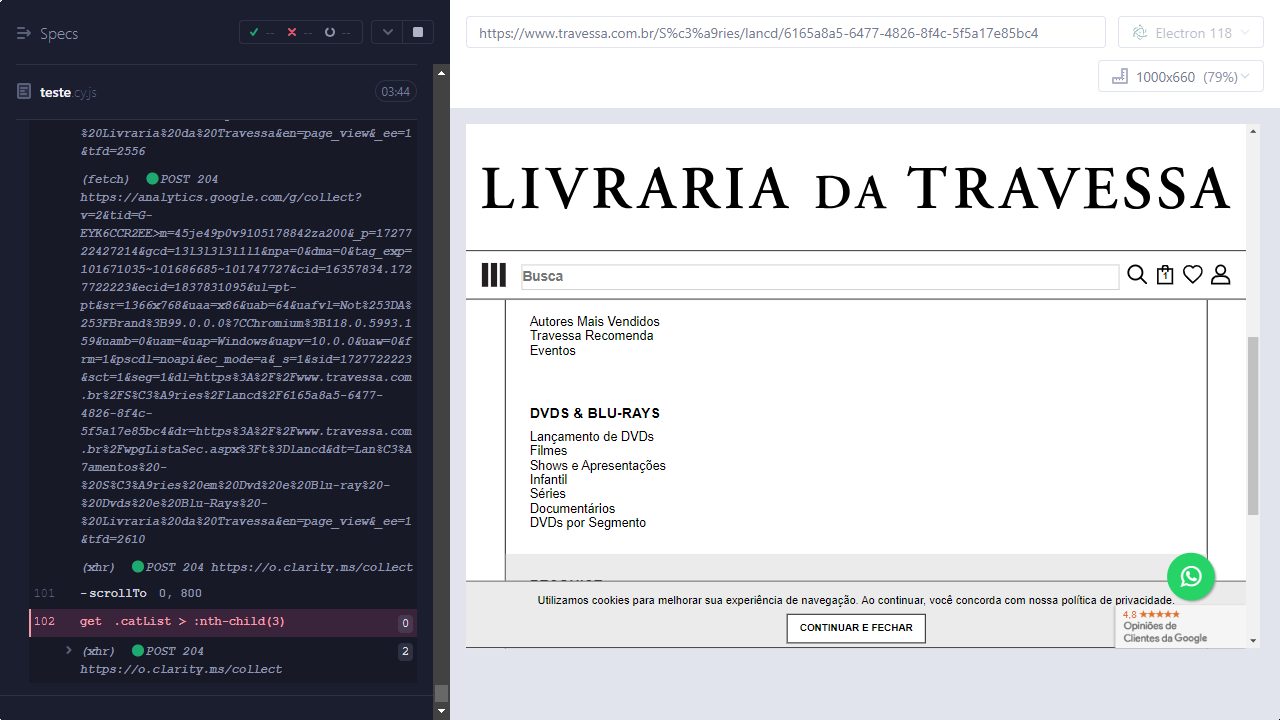 Specs
-- -- --
teste.cy.js
03:44
%20Livraria%20da%20Travessa&en=page_view&_ee=1
&tfd=2556
(fetch) POST 204
https://analytics.google.com/g/collect?
v=2&tid=G-
EYK6CCR2EE>m=45je49p0v9105178842za200&_p=1727
722427214&gcd=13l3l3l3l1l1&npa=0&dma=0&tag_exp=
101671035~101686685~101747727&cid=16357834.172
7722223&ecid=1837831095&ul=pt-
pt&sr=1366x768&uaa=x86&uab=64&uafvl=Not%253DA%
253FBrand%3B99.0.0.0%7CChromium%3B118.0.5993.1
59&uamb=0&uam=&uap=Windows&uapv=10.0.0&uaw=0&f
rm=1&pscdl=noapi&ec_mode=a&_s=1&sid=1727722223
&sct=1&seg=1&dl=https%3A%2F%2Fwww.travessa.com
.br%2FS%C3%A9ries%2Flancd%2F6165a8a5-6477-
4826-8f4c-
5f5a17e85bc4&dr=https%3A%2F%2Fwww.travessa.com
.br%2FwpgListaSec.aspx%3Ft%3Dlancd&dt=Lan%C3%A
7amentos%20-
%20S%C3%A9ries%20em%20Dvd%20e%20Blu-ray%20-
%20Dvds%20e%20Blu-Rays%20-
%20Livraria%20da%20Travessa&en=page_view&_ee=1
&tfd=2610
(xhr) POST 204 https://o.clarity.ms/collect
101 -scrollTo 0, 800
102 get .catList > :nth-child(3) 0
(xhr) POST 204 2
https://o.clarity.ms/collect
https://www.travessa.com.br/S%c3%a9ries/lancd/6165a8a5-6477-4826-8f4c-5f5a17e85bc4
Electron 118
1000x660 (79%)
LIVRARIA DA TRAVESSA
Busca
1
Autores Mais Vendidos
Travessa Recomenda
Eventos
DVDS & BLU-RAYS
Lançamento de DVDs
Filmes
Shows e Apresentações
Infantil
Séries
Documentários
DVDs por Segmento
Utilizamos cookies para melhorar sua experiência de navegação. Ao continuar, você concorda com nossa política de privacidade.
CONTINUAR E FECHAR
4,8 ★★★★★
Opiniões de
Clientes da Google